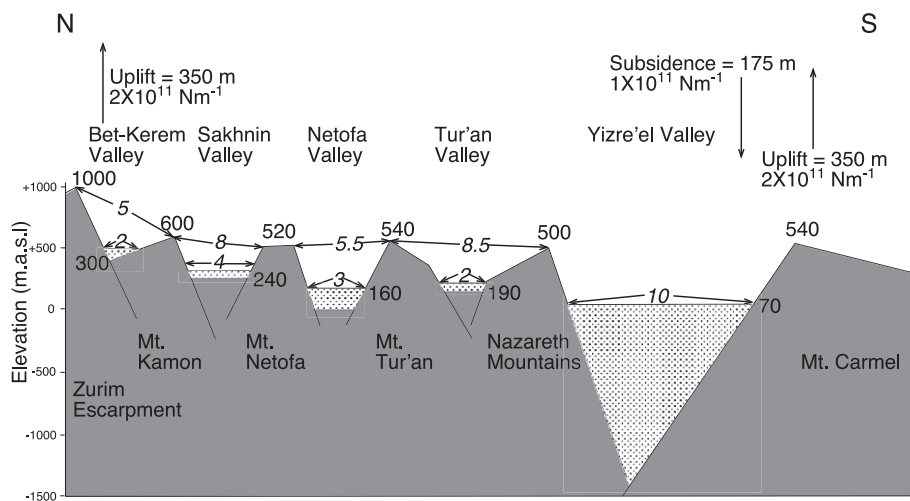 N
S
Uplift = 350 m
2X10¹¹ Nm⁻¹
Subsidence = 175 m
1X10¹¹ Nm⁻¹
Bet-Kerem
Valley
Sakhnin
Valley
Netofa
Valley
Tur'an
Valley
Yizre'el Valley
Uplift = 350 m
2X10¹¹ Nm⁻¹
Elevation (m.a.s.l)
+1000
+500
0
-500
-1000
-1500
1000
5
600
8
520
5.5
540
8.5
500
540
2
300
4
240
3
160
2
190
10
70
Mt.
Kamon
Mt.
Netofa
Mt.
Tur'an
Nazareth
Mountains
Mt. Carmel
Zurim
Escarpment